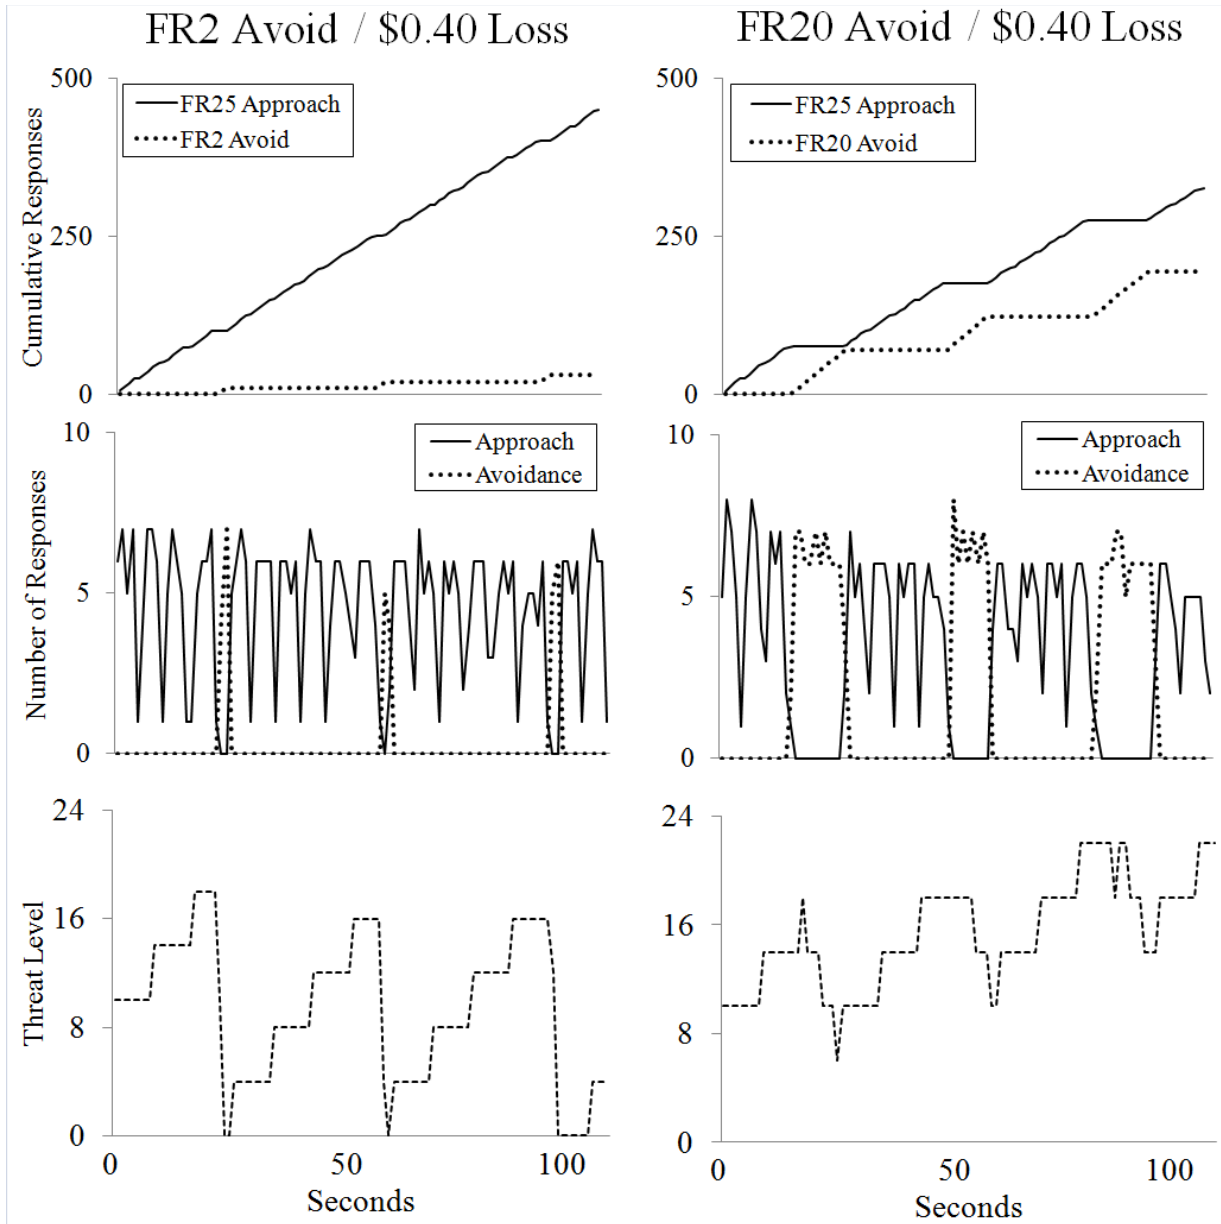 FR2 Avoid / $0.40 Loss
FR20 Avoid / $0.40 Loss
Cumulative Responses
500
250
0
FR25 Approach
FR2 Avoid
500
250
0
FR25 Approach
FR20 Avoid
Number of Responses
10
5
0
Approach
Avoidance
10
5
0
Approach
Avoidance
Threat Level
24
16
8
0
0
50
100
Seconds
24
16
8
0
0
50
100
Seconds